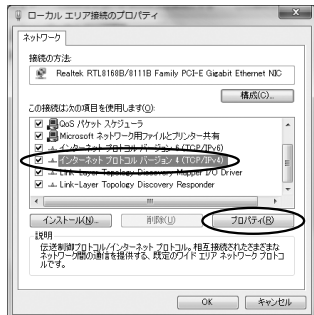 ローカル エリア接続のプロパティ
ネットワーク
接続の方法:
Realtek RTL8168B/8111B Family PCI-E Gigabit Ethernet NIC
構成(C)...
この接続は次の項目を使用します(O):
QoS パケット スケジューラ
Microsoft ネットワーク用ファイルとプリンター共有
インターネット プロトコル バージョン 6 (TCP/IPv6)
インターネット プロトコル バージョン 4 (TCP/IPv4)
Link-Layer Topology Discovery Mapper I/O Driver
Link-Layer Topology Discovery Responder
インストール(N)...
削除(U)
プロパティ(R)
説明
伝送制御プロトコル/インターネット プロトコル。相互接続されたさまざまな
ネットワーク間の通信を提供する、既定のワイド エリア ネットワーク プロトコ
ルです。
OK
キャンセル